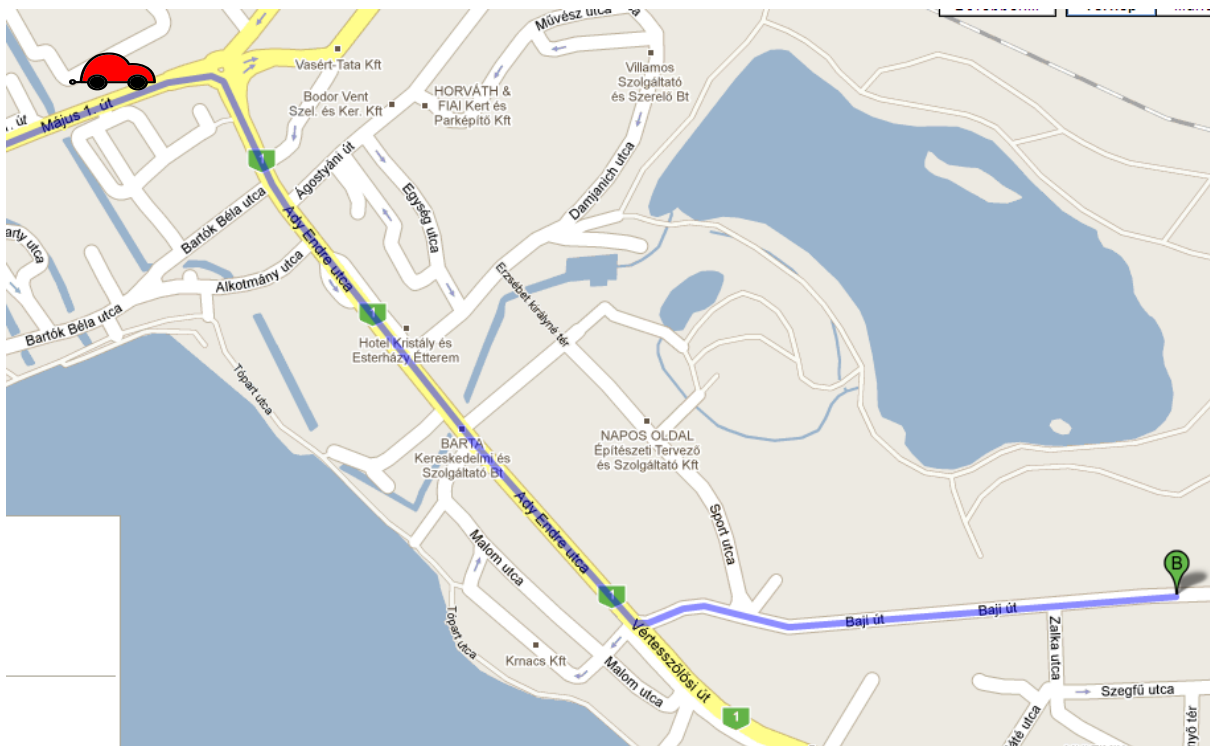 Művész utca
Vasért-Tata Kft
Villamos
Szolgáltató
és Szerelő Bt
Bodor Vent
Szel. és Ker. Kft
HORVÁTH &
FIAI Kert és
Parképítő Kft
Május 1. út
1
Ágostyáni út
Egység utca
Damjanich utca
Bartók Béla utca
Ady Endre utca
Alkotmány utca
Erzsébet királyné tér
Bartók Béla utca
1
Hotel Kristály és
Esterházy Étterem
Tópart utca
BARTA
Kereskedelmi és
Szolgáltató Bt
NAPOS OLDAL
Építészeti Tervező
és Szolgáltató Kft
Ady Endre utca
Sport utca
Malom utca
B
1
Baji út
Baji út
Tópart utca
Vértesszőlősi út
Krnacs Kft
Malom utca
Zalka utca
Szegfű utca
1